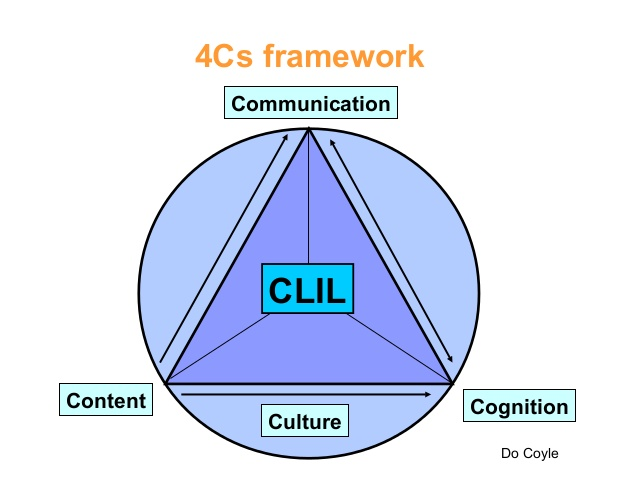 4Cs framework
Communication
CLIL
Content
Culture
Cognition
Do Coyle